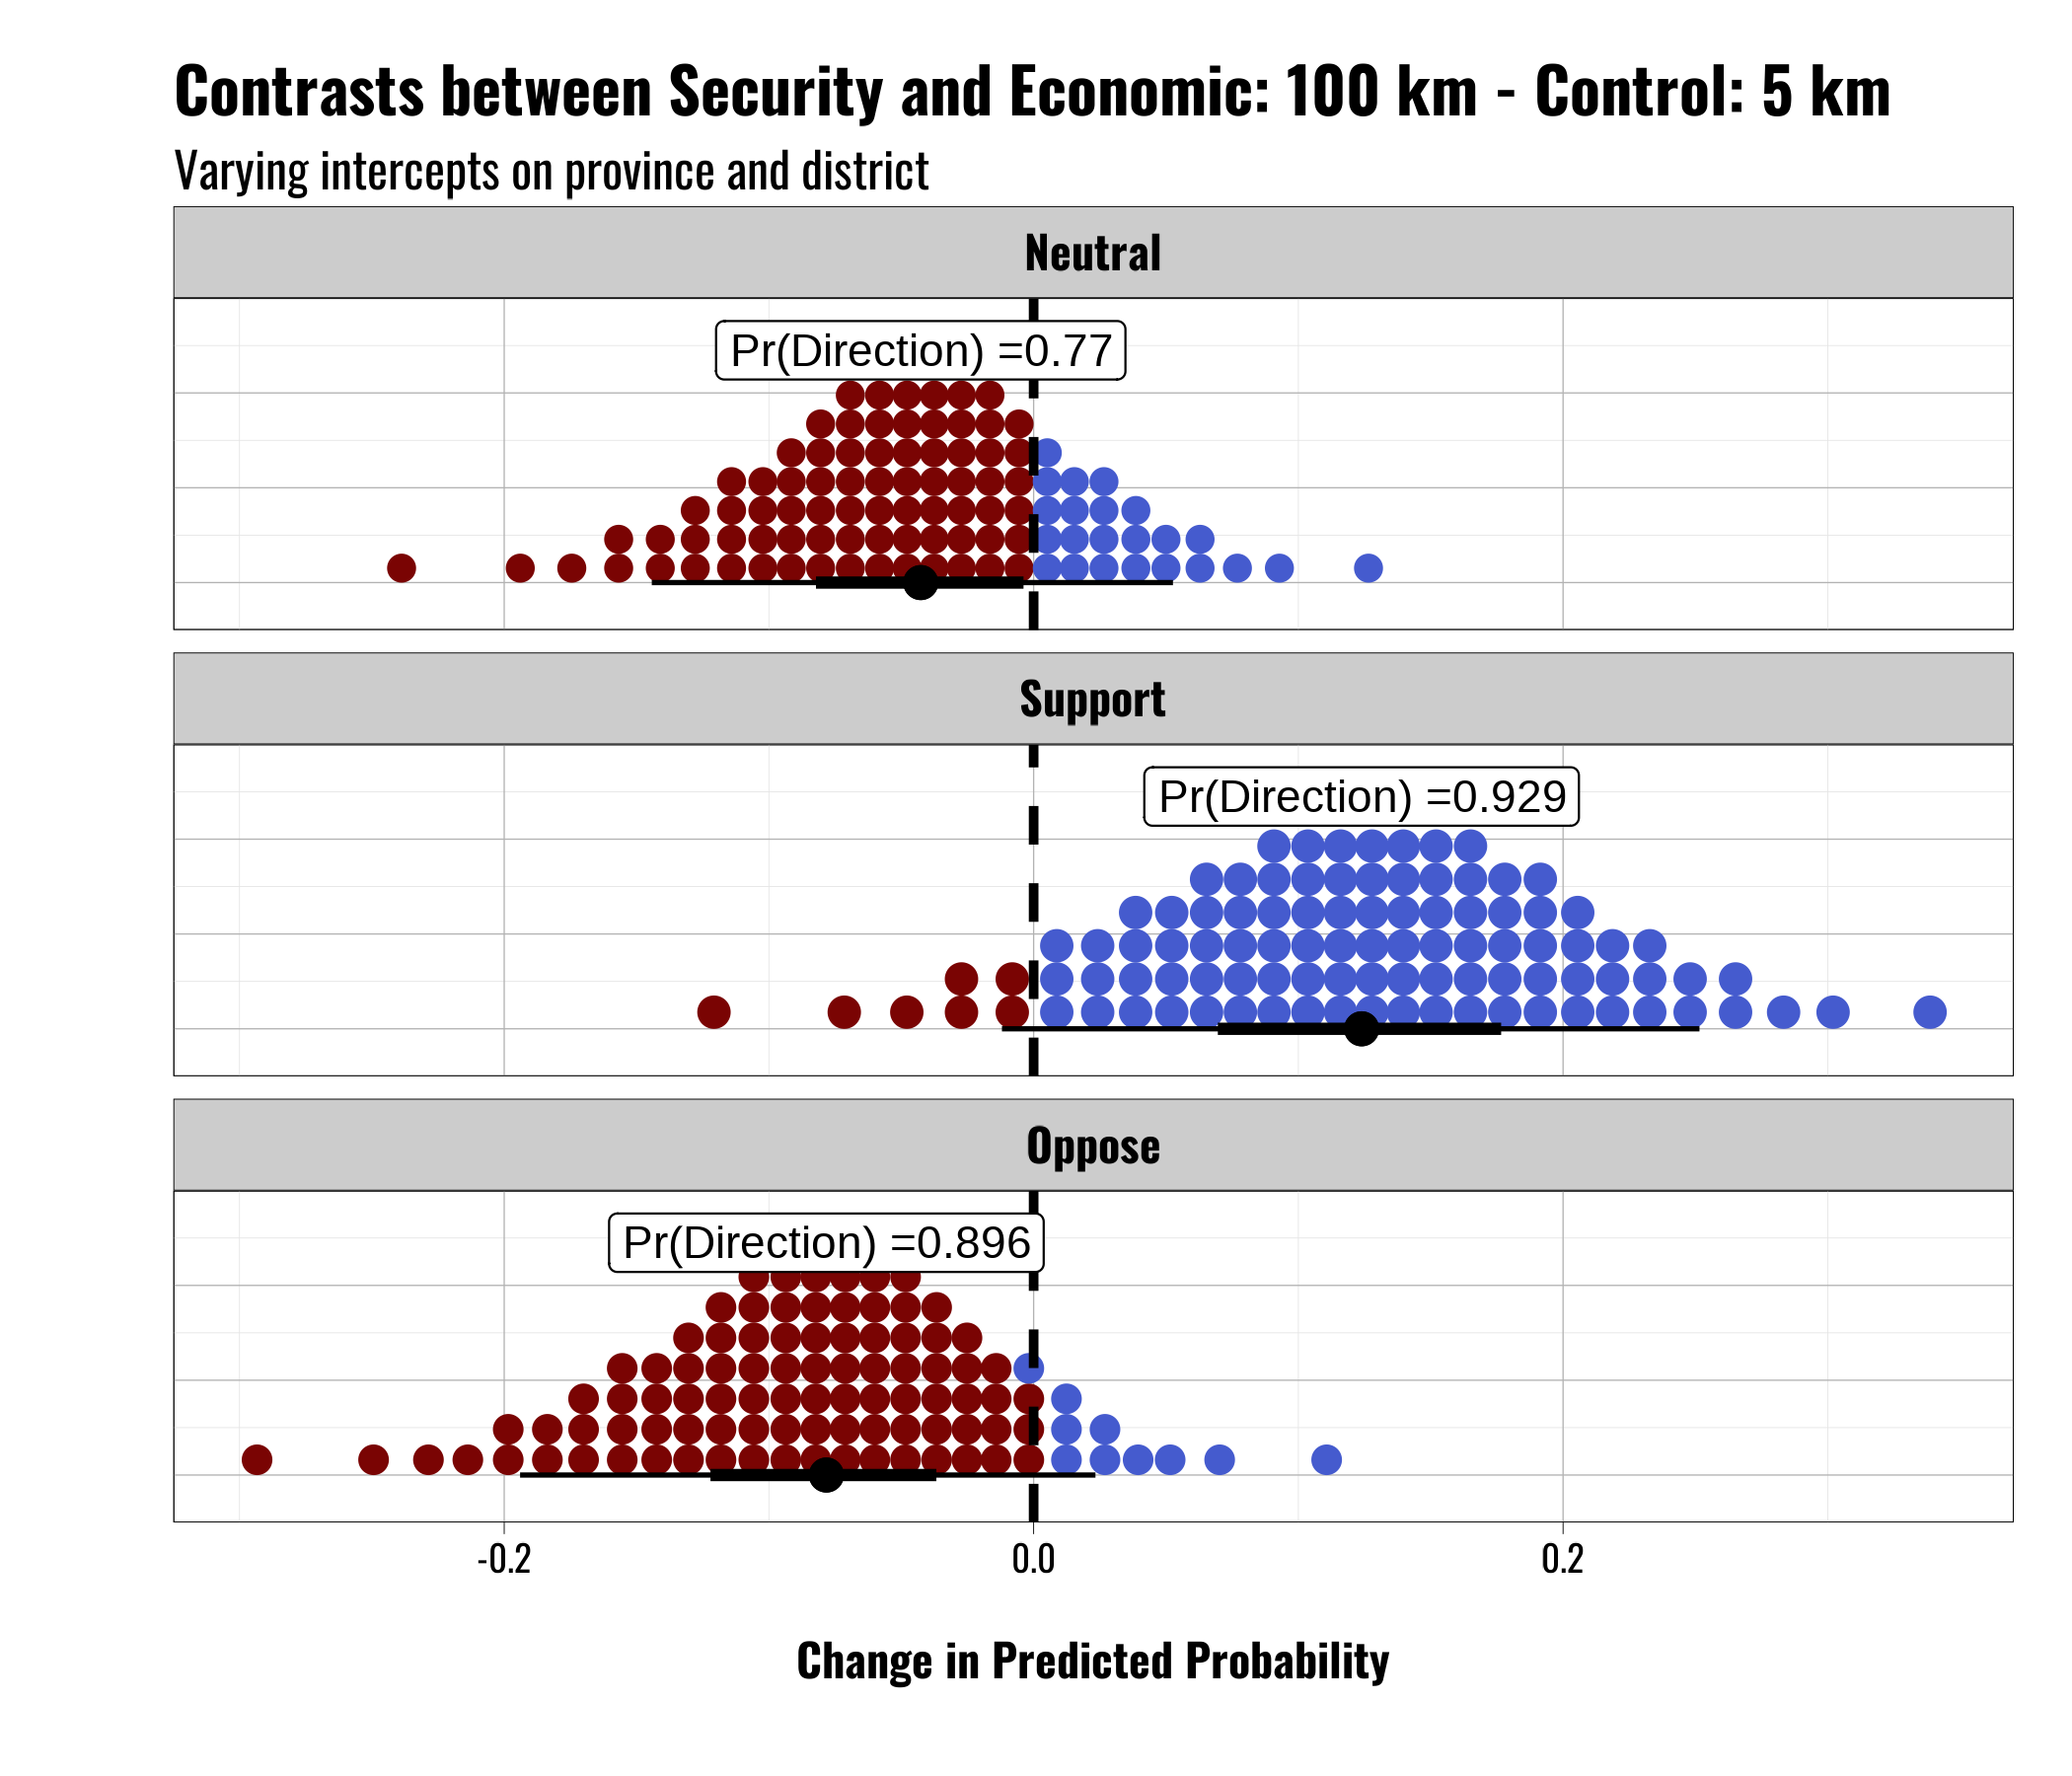 Contrasts between Security and Economic: 100 km - Control: 5 km
Varying intercepts on province and district
Neutral
Pr(Direction) =0.77
Support
Pr(Direction) =0.929
Oppose
Pr(Direction) =0.896
-0.2 0.0 0.2
Change in Predicted Probability